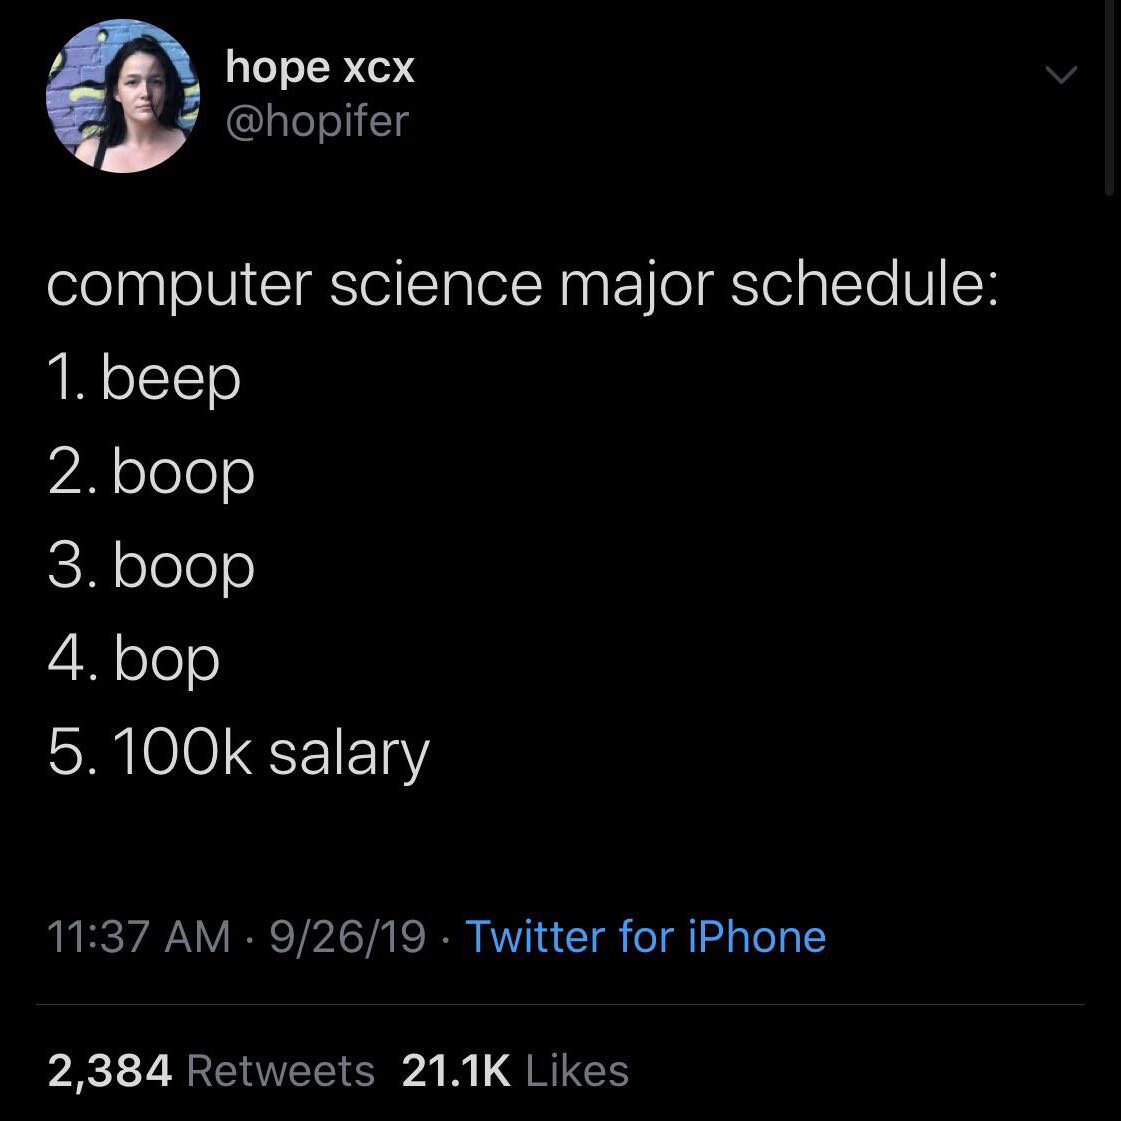 hope xcx
@hopifer
computer science major schedule:
1. beep
2. boop
3. boop
4. bop
5. 100k salary
11:37 AM · 9/26/19 · Twitter for iPhone
2,384 Retweets 21.1K Likes